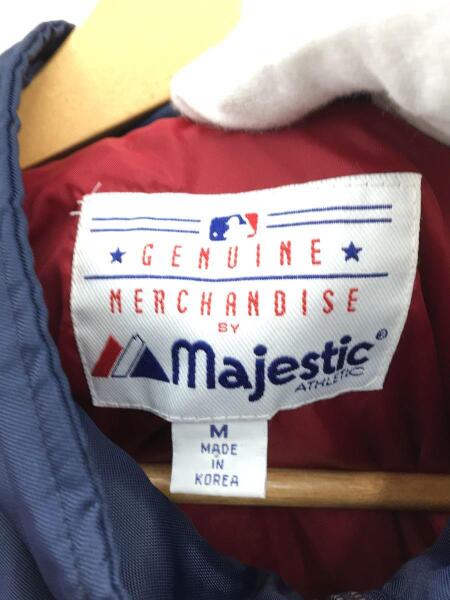 GENUINE
MERCHANDISE
BY
Majestic®
ATHLETIC
M
MADE
IN
KOREA